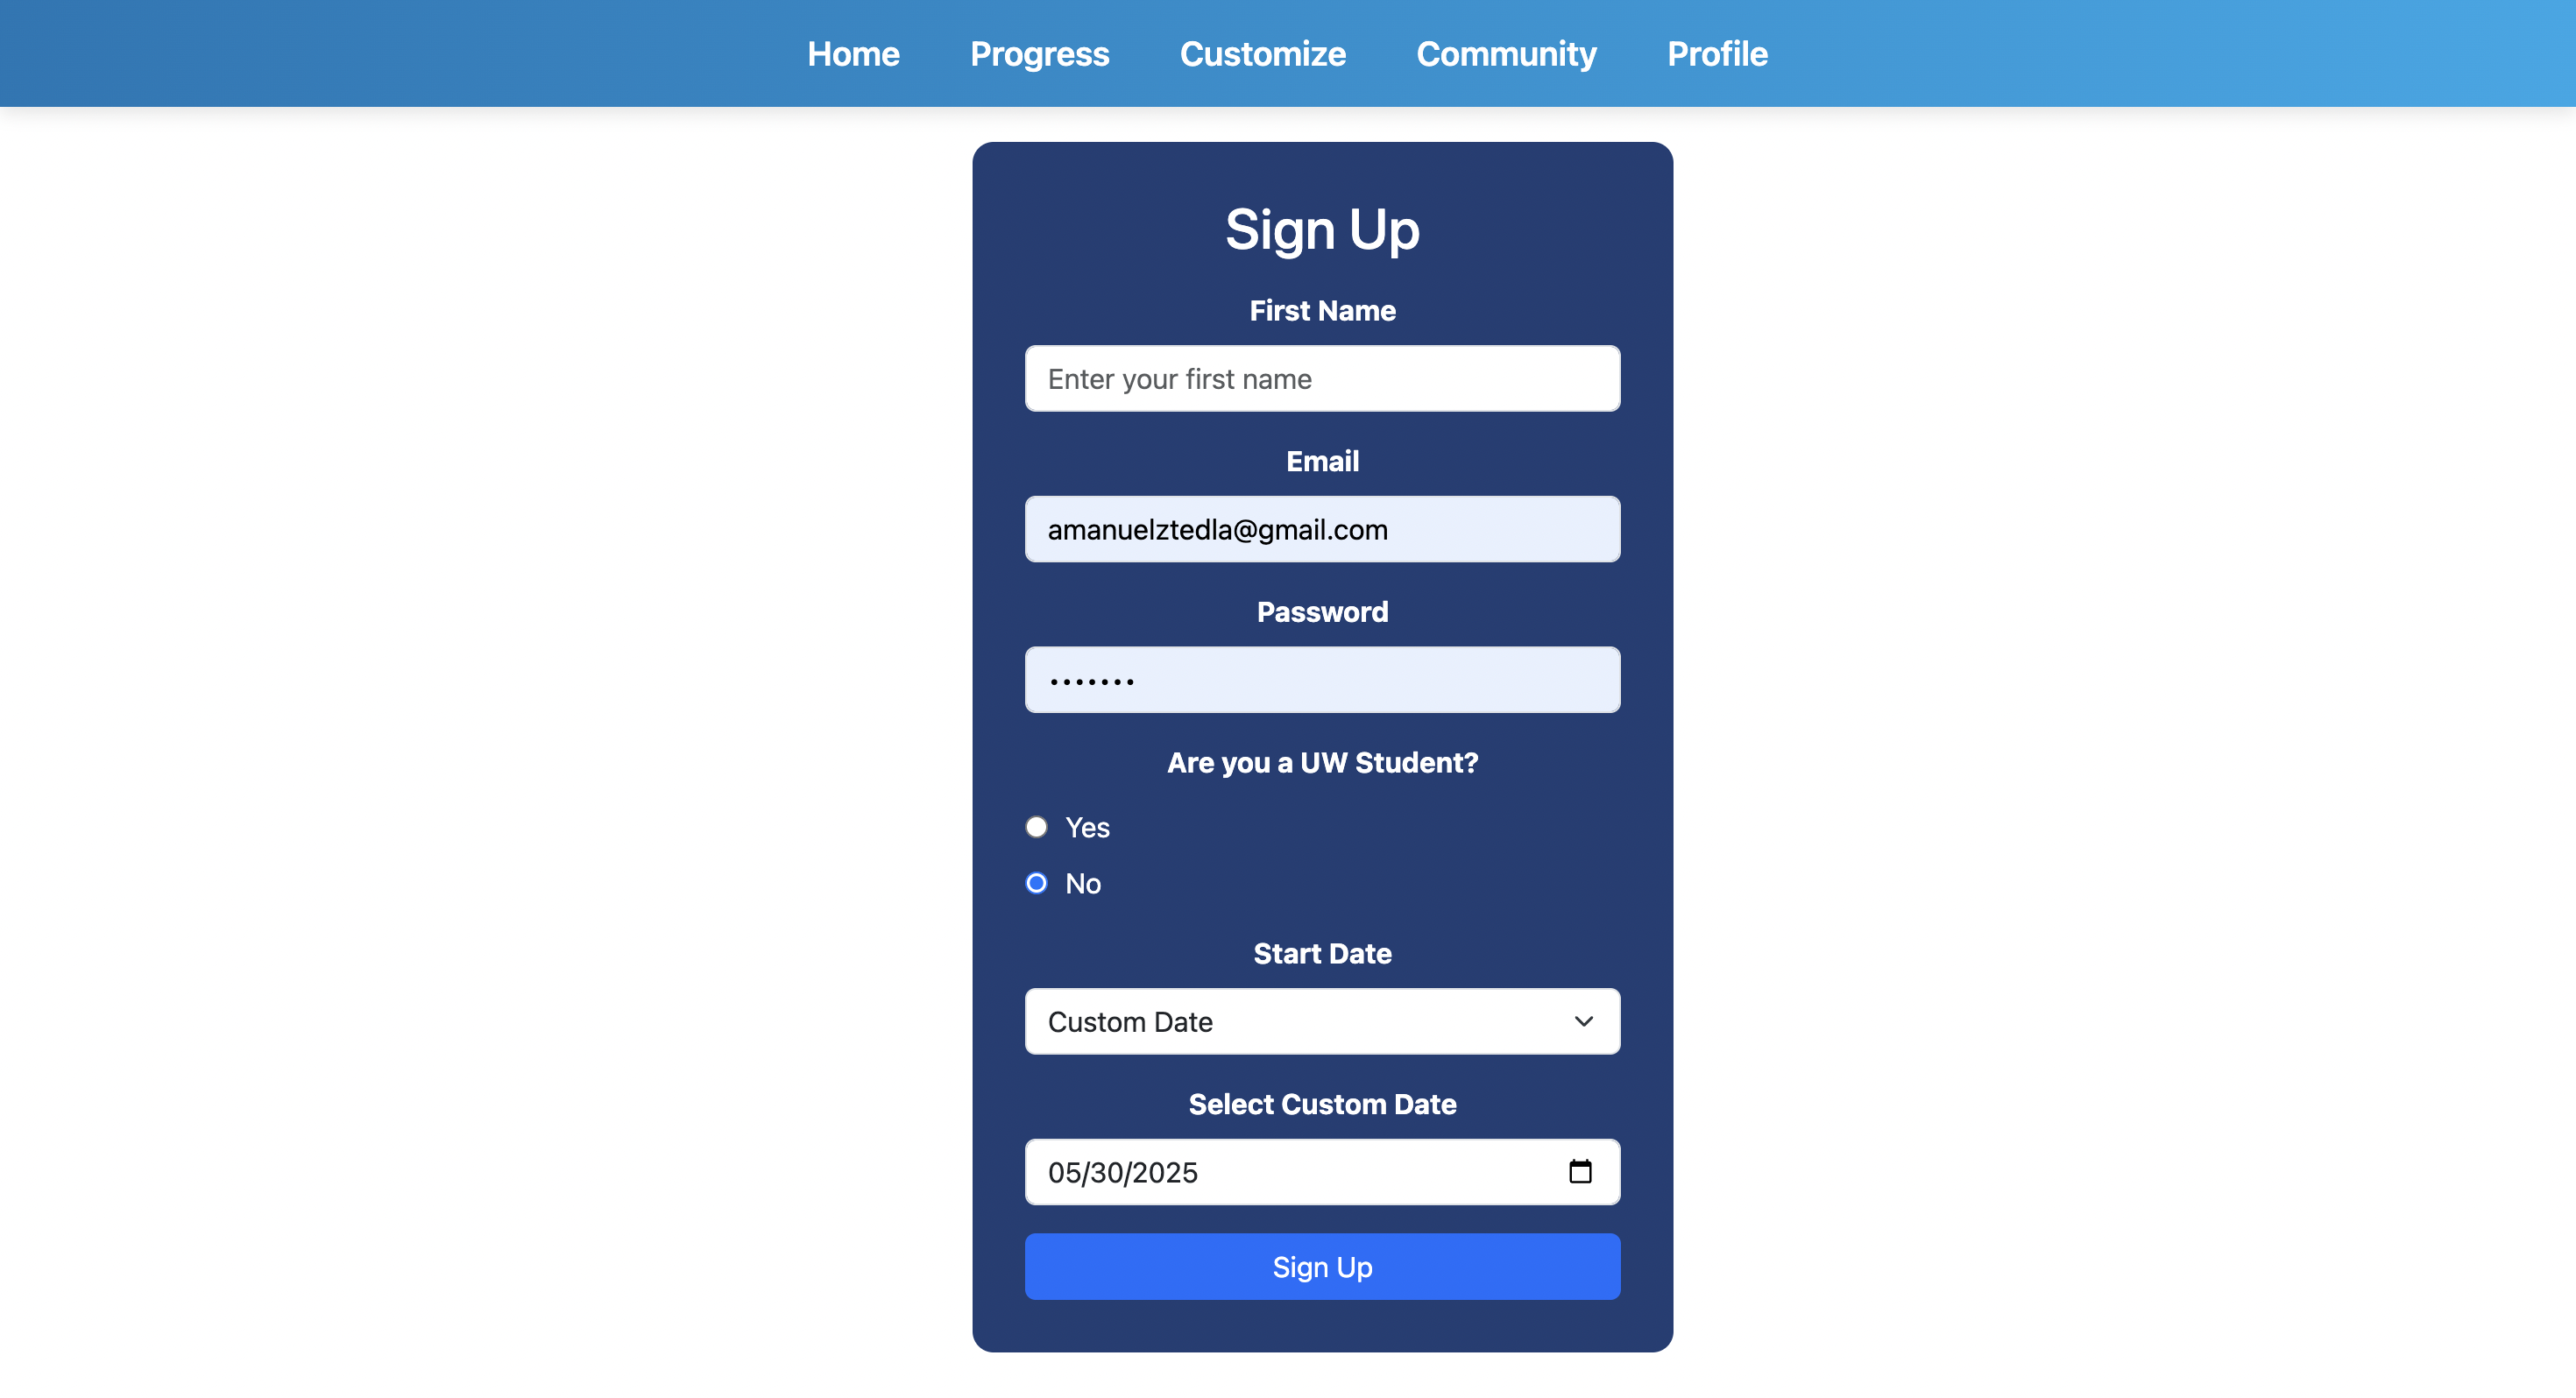 Home Progress Customize Community Profile
Sign Up
First Name
Enter your first name
Email
amanuelztedla@gmail.com
Password
•••••••
Are you a UW Student?
Yes
No
Start Date
Custom Date
Select Custom Date
05/30/2025
Sign Up